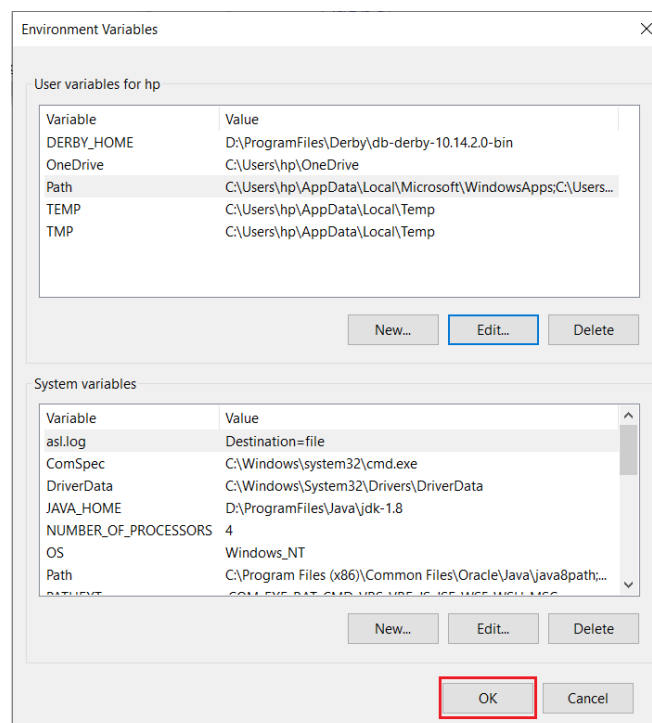 Environment Variables
User variables for hp
Variable Value
DERBY_HOME D:\ProgramFiles\Derby\db-derby-10.14.2.0-bin
OneDrive C:\Users\hp\OneDrive
Path C:\Users\hp\AppData\Local\Microsoft\WindowsApps;C:\Users...
TEMP C:\Users\hp\AppData\Local\Temp
TMP C:\Users\hp\AppData\Local\Temp
New... Edit... Delete
System variables
Variable Value
asl.log Destination=file
ComSpec C:\Windows\system32\cmd.exe
DriverData C:\Windows\System32\Drivers\DriverData
JAVA_HOME D:\ProgramFiles\Java\jdk-1.8
NUMBER_OF_PROCESSORS 4
OS Windows_NT
Path C:\Program Files (x86)\Common Files\Oracle\Java\java8path;...
New... Edit... Delete
OK Cancel